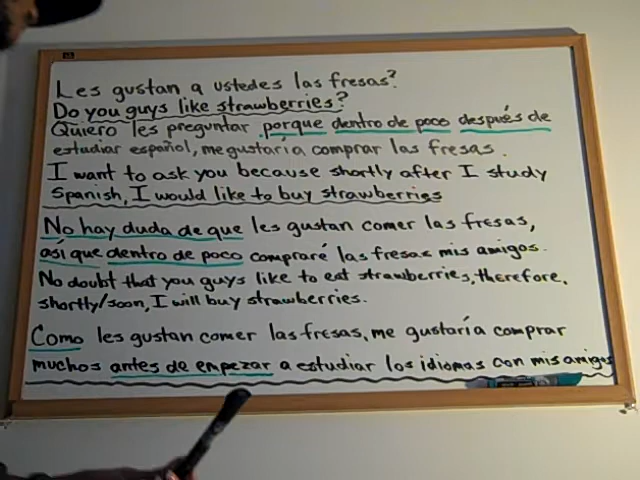 Les gustan a ustedes las fresas?
Do you guys like strawberries?
Quiero les preguntar porque dentro de poco después de
estudiar español, me gustaría comprar las fresas.
I want to ask you because shortly after I study
Spanish, I would like to buy strawberries
No hay duda de que les gustan comer las fresas,
así que dentro de poco compraré las fresas mis amigos.
No doubt that you guys like to eat strawberries, therefore,
shortly/soon, I will buy strawberries.
Como les gustan comer las fresas, me gustaría comprar
muchos antes de empezar a estudiar los idiomas con mis amigos